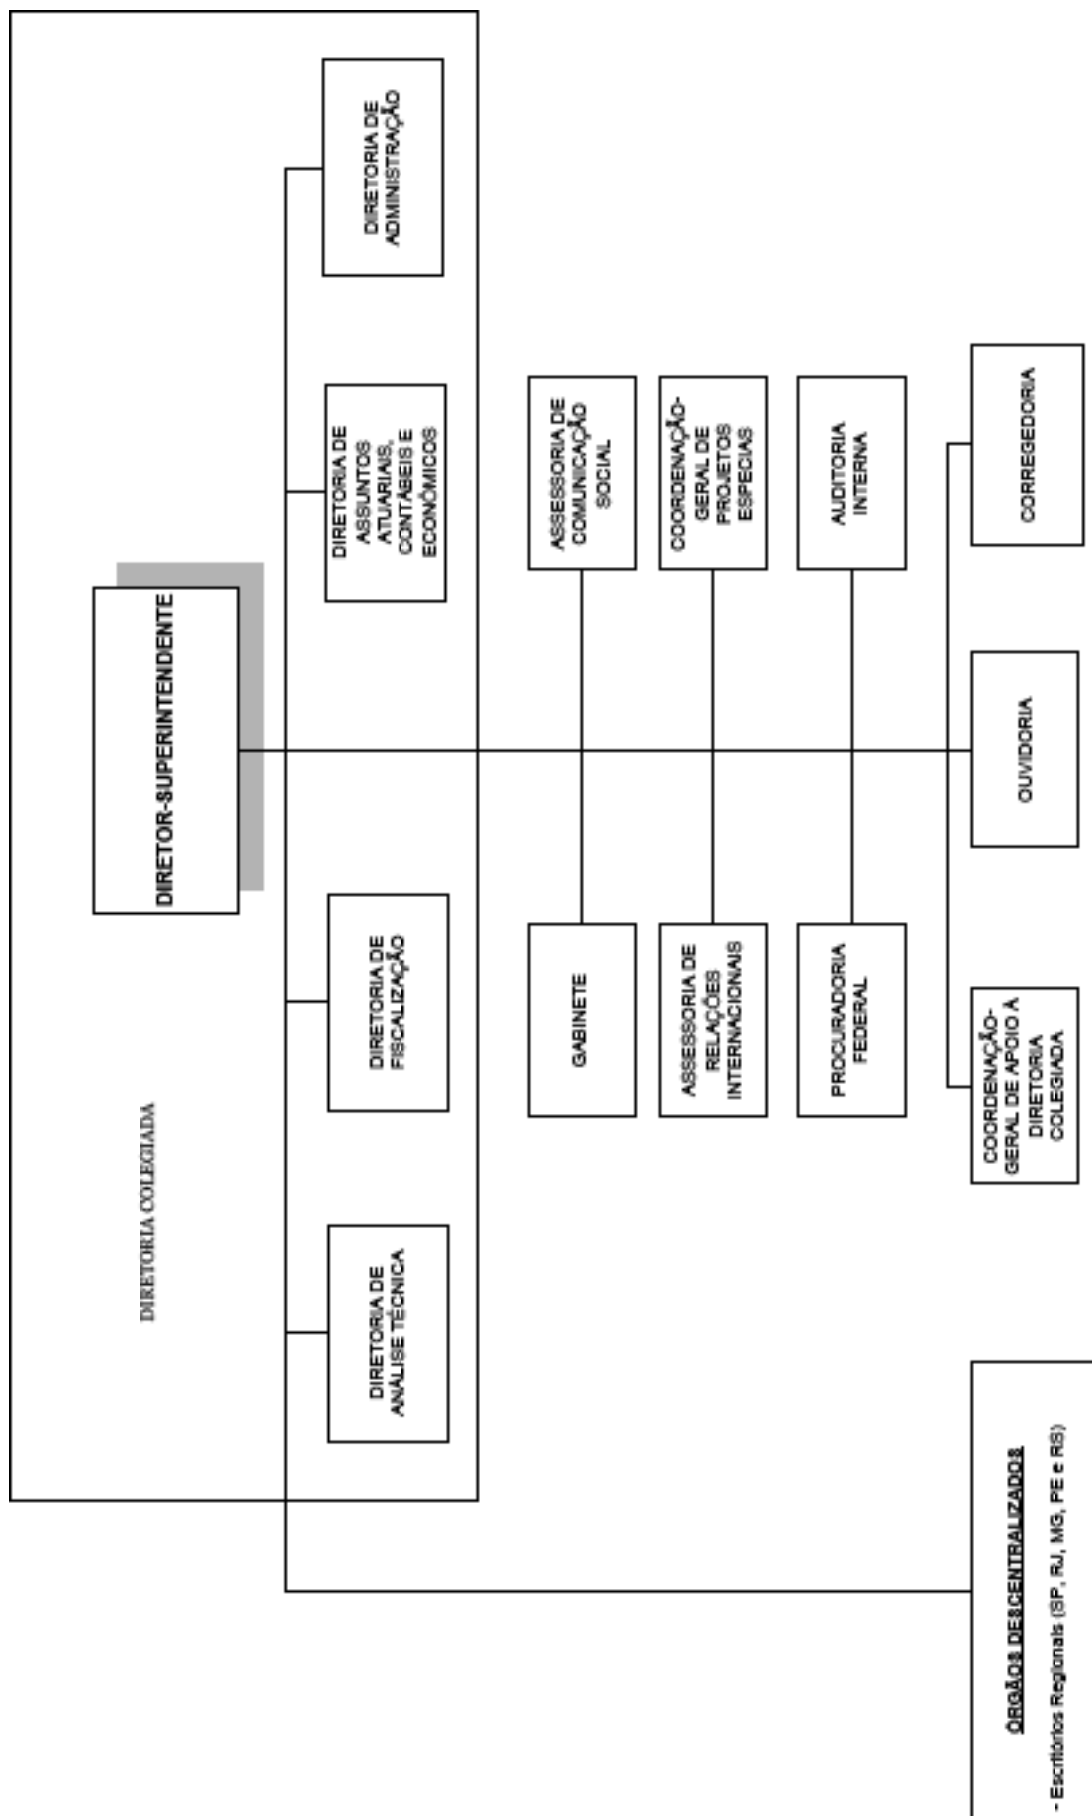 DIRETORIA COLEGIADA
DIRETOR-SUPERINTENDENTE
DIRETORIA DE
ANÁLISE TÉCNICA
DIRETORIA DE
FISCALIZAÇÃO
DIRETORIA DE
ASSUNTOS
ATUARIAIS,
CONTÁBEIS E
ECONÔMICOS
DIRETORIA DE
ADMINISTRAÇÃO
GABINETE
ASSESSORIA DE
COMUNICAÇÃO
SOCIAL
ASSESSORIA DE
RELAÇÕES
INTERNACIONAIS
COORDENAÇÃO-
GERAL DE
PROJETOS
ESPECIAS
PROCURADORIA
FEDERAL
AUDITORIA
INTERNA
ÓRGÃOS DESCENTRALIZADOS
- Escritórios Regionais (SP, RJ, MG, PE e RS)
COORDENAÇÃO-
GERAL DE APOIO À
DIRETORIA
COLEGIADA
OUVIDORIA
CORREGEDORIA